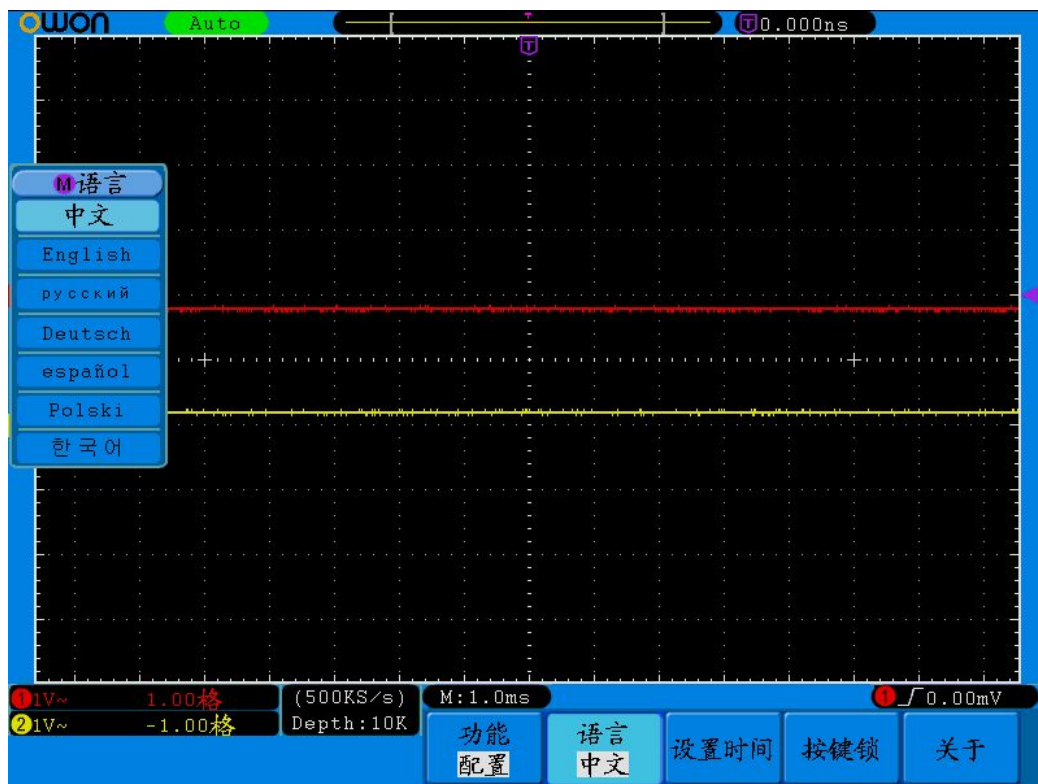 OWON Auto T 0.000ns
T
M语言
中文
English
русский
Deutsch
español
Polski
한국어
1 1V~ 1.00格 (500KS/s) M:1.0ms 1 0.00mV
2 1V~ -1.00格 Depth:10K
功能 语言 设置时间 按键锁 关于
配置 中文